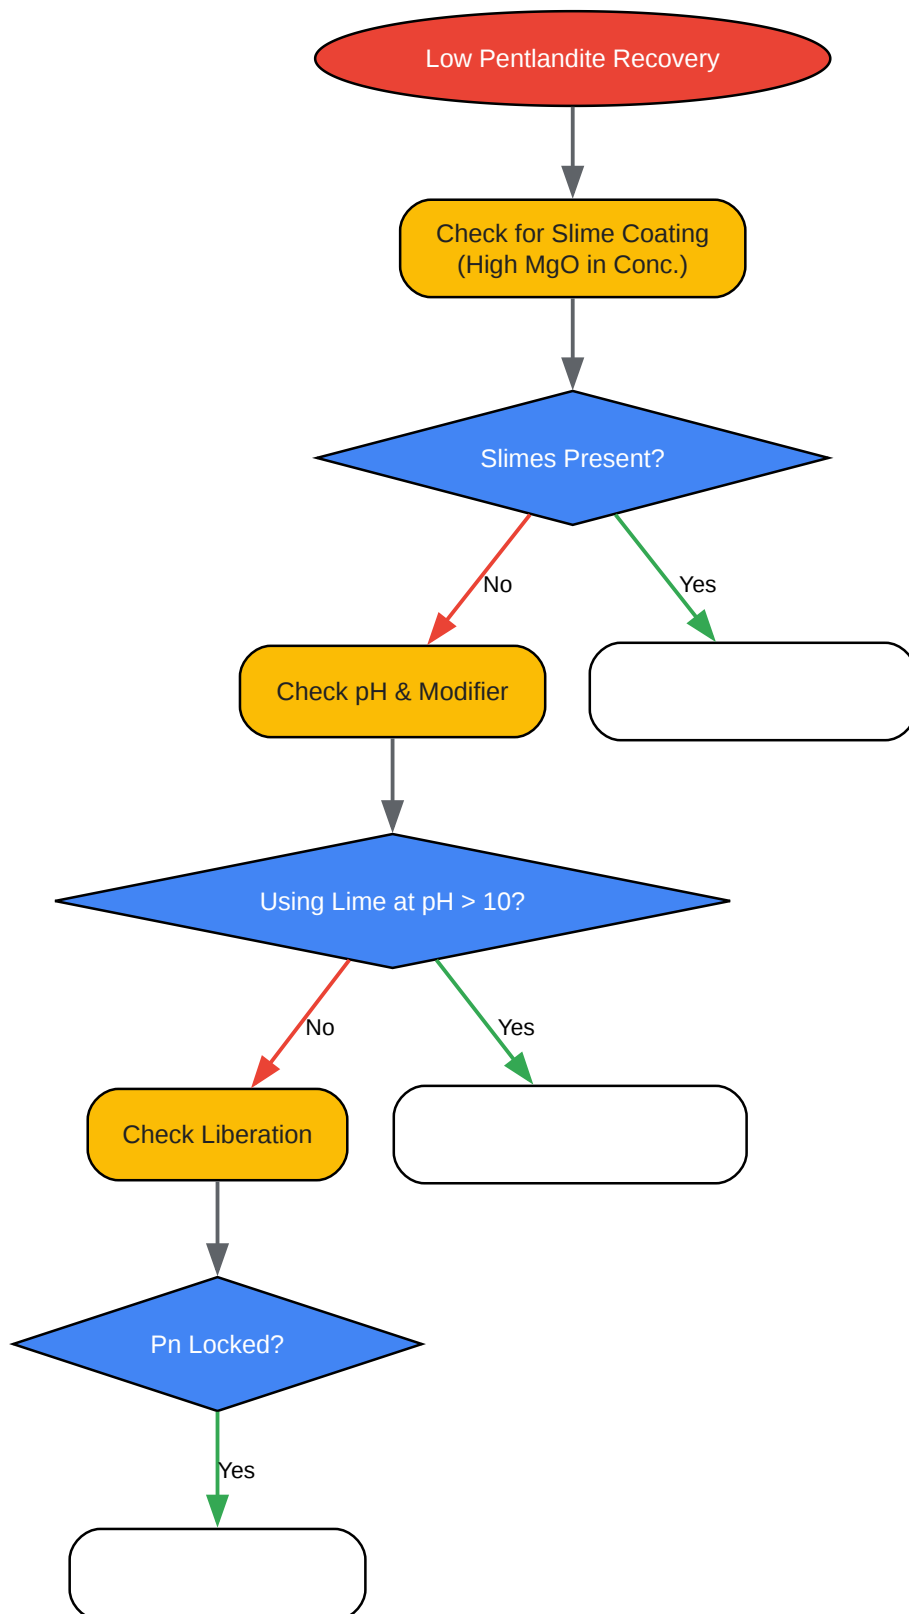 Low Pentlandite Recovery
Check for Slime Coating
(High MgO in Conc.)
Slimes Present?
No
Yes
Check pH & Modifier
Using Lime at pH > 10?
No
Yes
Check Liberation
Pn Locked?
Yes